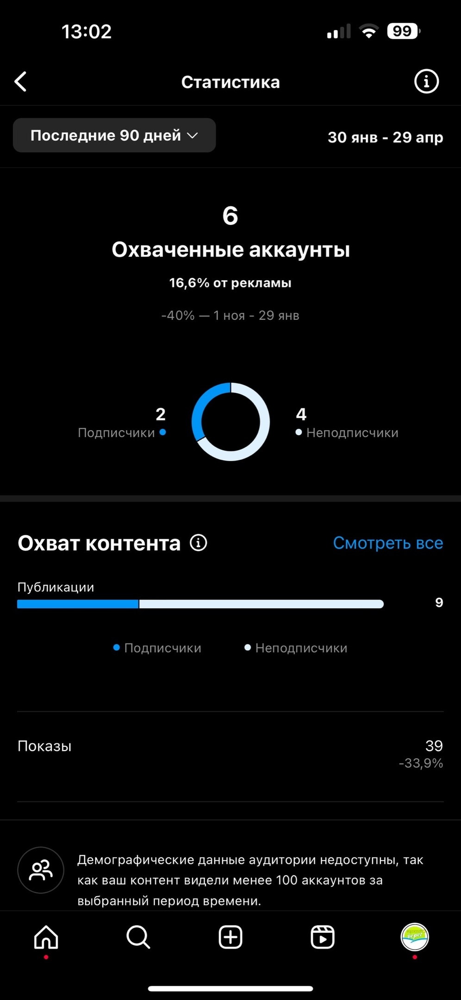 13:02
99
Статистика
Последние 90 дней
30 янв - 29 апр
6
Охваченные аккаунты
16,6% от рекламы
-40% — 1 ноя - 29 янв
2
Подписчики
4
Неподписчики
Охват контента
Смотреть все
Публикации
9
Подписчики
Неподписчики
Показы
39
-33,9%
Демографические данные аудитории недоступны, так
как ваш контент видели менее 100 аккаунтов за
выбранный период времени.
берег